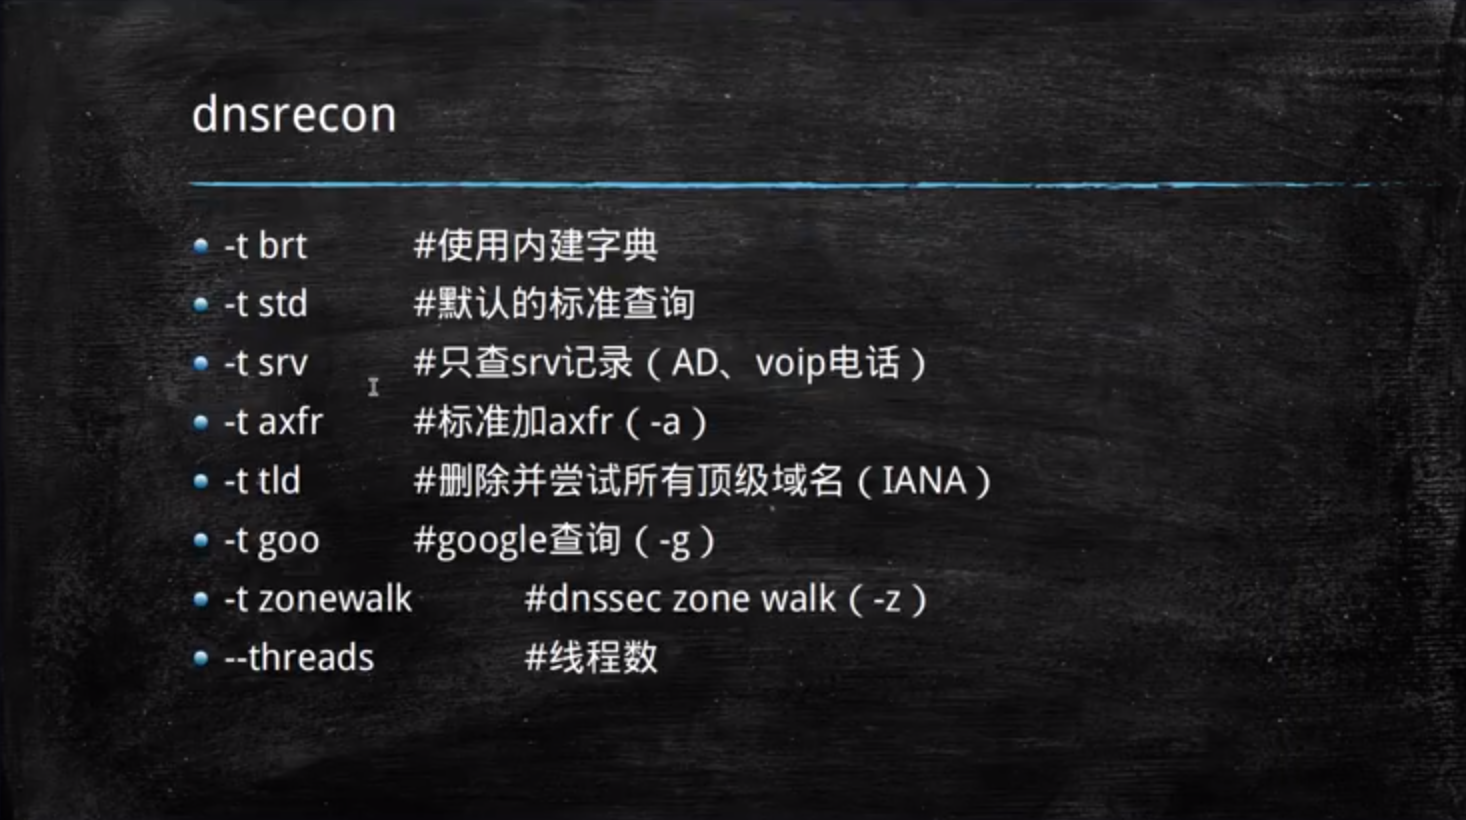 dnsrecon
-t brt #使用内建字典
-t std #默认的标准查询
-t srv #只查srv记录（AD、voip电话）
-t axfr #标准加axfr（-a）
-t tld #删除并尝试所有顶级域名（IANA）
-t goo #google查询（-g）
-t zonewalk #dnssec zone walk（-z）
--threads #线程数